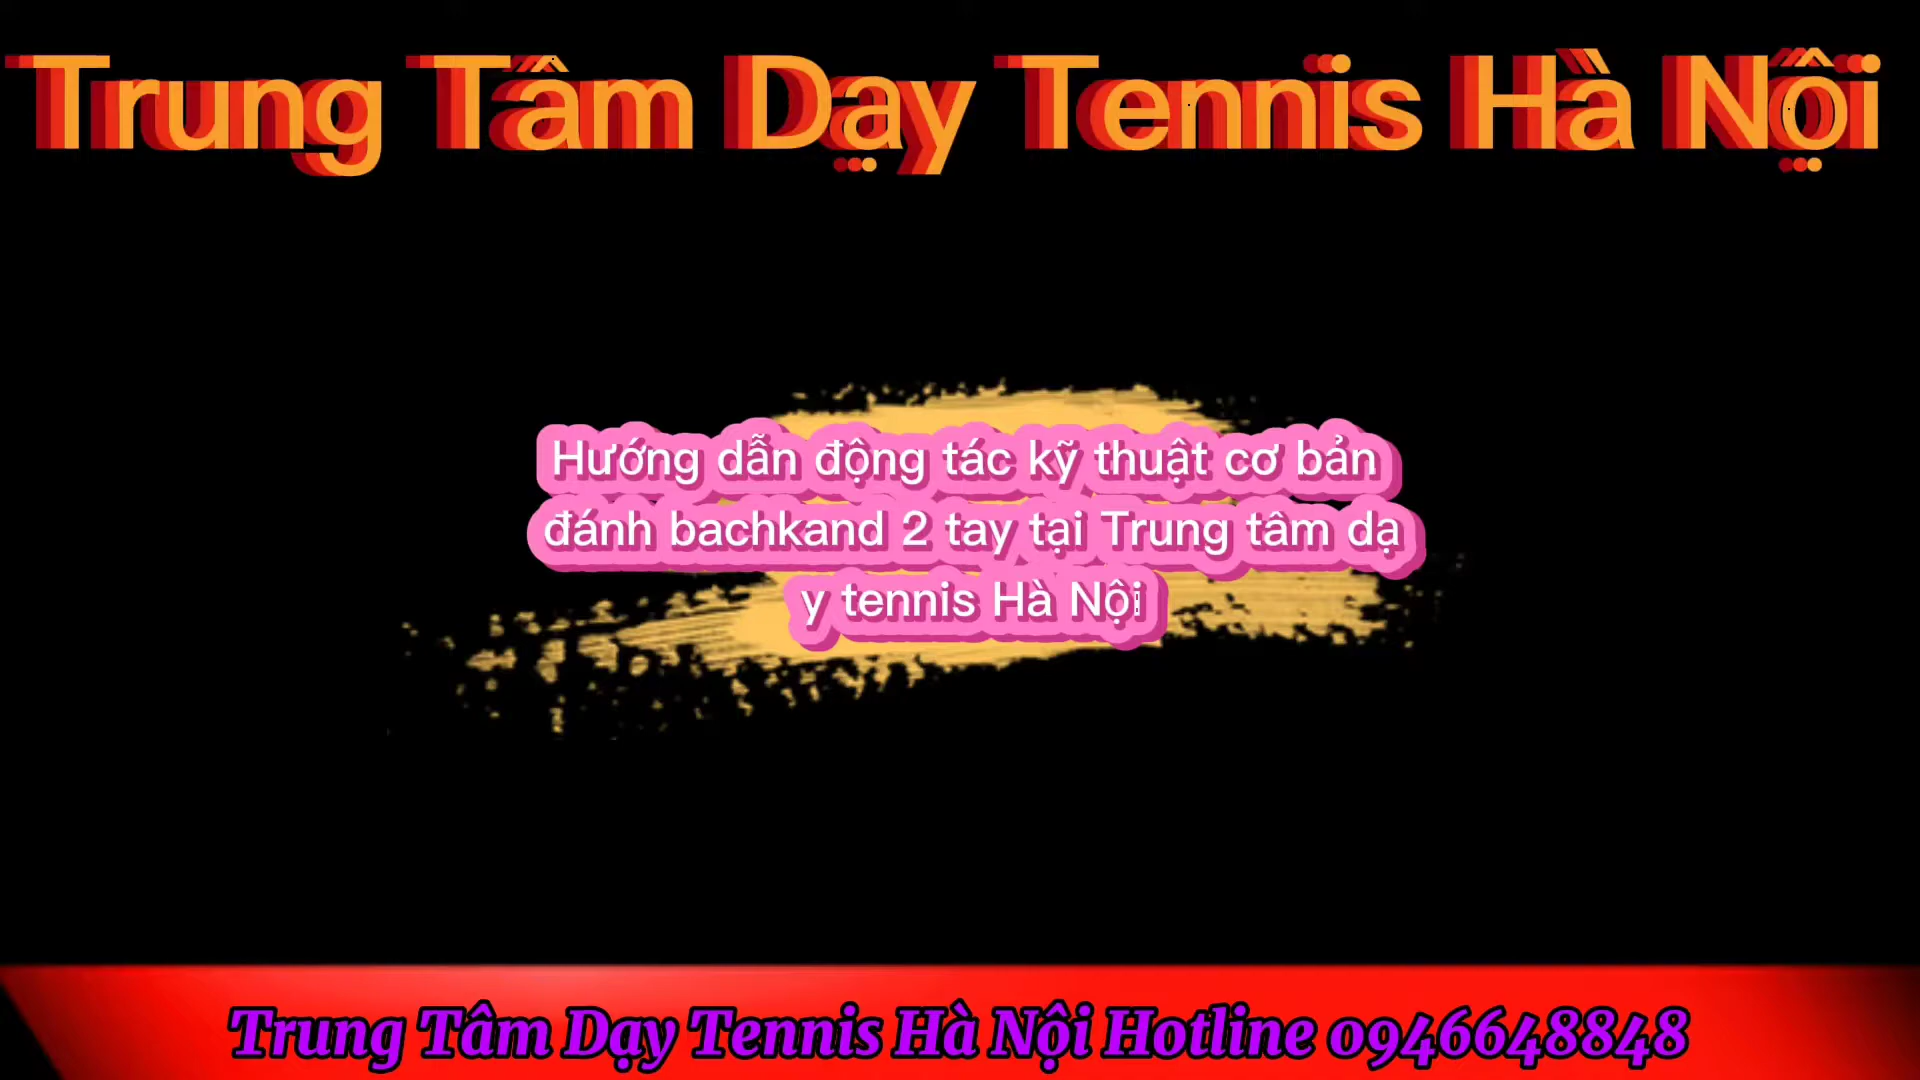 Trung Tâm Dạy Tennis Hà Nội
Hướng dẫn động tác kỹ thuật cơ bản
đánh bachkand 2 tay tại Trung tâm dạ
y tennis Hà Nội
Trung Tâm Dạy Tennis Hà Nội Hotline 0946648848